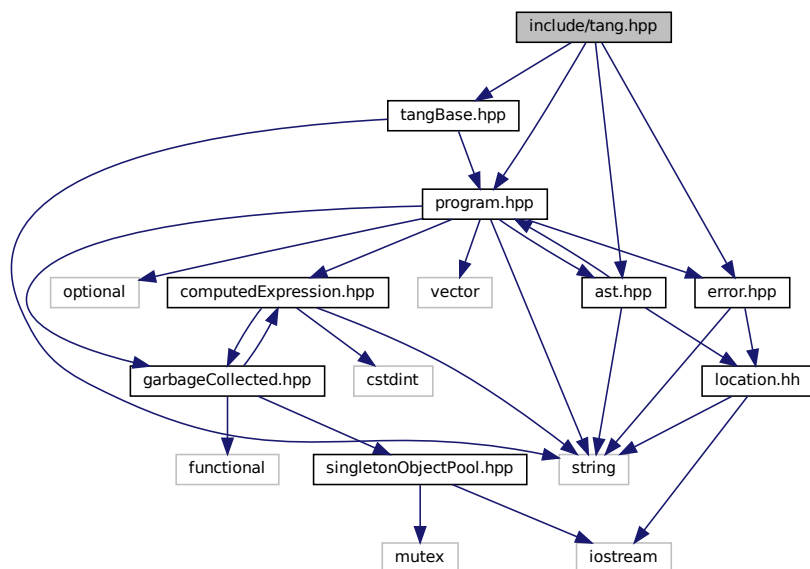 include/tang.hpp
tangBase.hpp
program.hpp
optional
computedExpression.hpp
vector
ast.hpp
error.hpp
garbageCollected.hpp
cstdint
location.hh
functional
singletonObjectPool.hpp
string
mutex
iostream